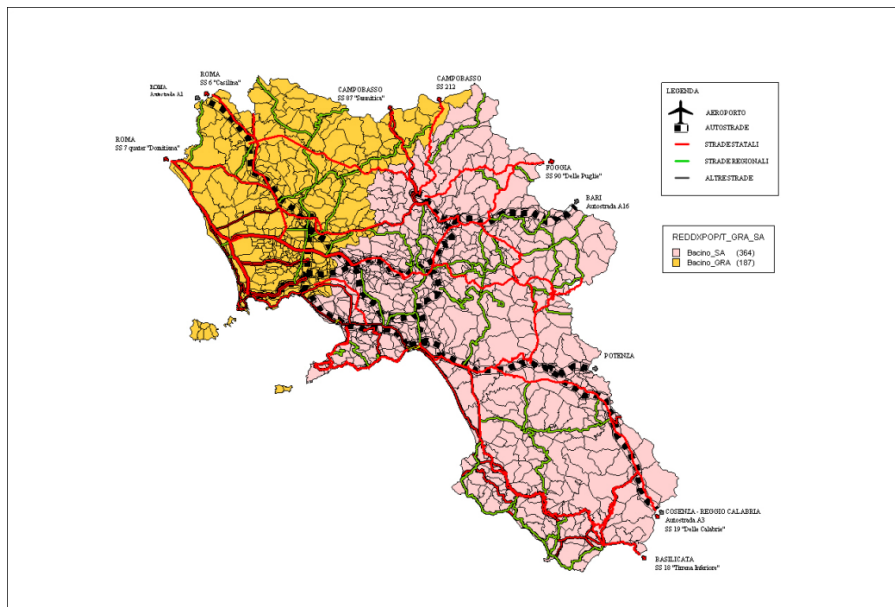 ROMA
SS 6 "Casilina"
ROMA
Autostrada A1
CAMPOBASSO
SS 87 "Sannitica"
CAMPOBASSO
SS 212
ROMA
SS 7 quater "Domitiana"
FOGGIA
SS 90 "Delle Puglie"
BARI
Autostrada A16
POTENZA
COSENZA - REGGIO CALABRIA
Autostrada A3
SS 19 "Delle Calabrie"
BASILICATA
SS 18 "Tirrena Inferiore"
LEGENDA
AEROPORTO
AUTOSTRADE
STRADE STATALI
STRADE REGIONALI
ALTRE STRADE
REDDXPOP/T_GRA_SA
Bacino_SA (364)
Bacino_GRA (187)